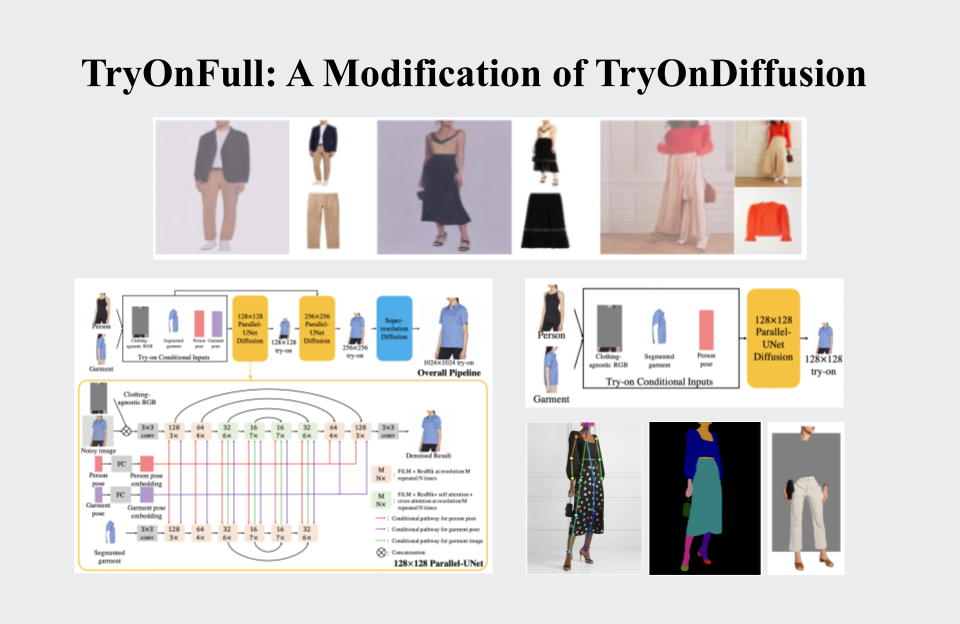 TryOnFull: A Modification of TryOnDiffusion
Person
Garment
Clothing-
agnostic RGB
Segmented
garment
Person
pose
Garment
pose
Try-on Conditional Inputs
128×128
Parallel-
UNet
Diffusion
128×128
try-on
256×256
Parallel-
UNet
Diffusion
256×256
try-on
Super-
resolution
Diffusion
1024×1024 try-on
Overall Pipeline
Clothing-
agnostic RGB
Noisy image
3×3
conv
128
3×
64
4×
32
6×
16
7×
16
7×
32
6×
64
4×
128
3×
3×3
conv
Denoised Result
Person
pose
FC
Person pose
embedding
Garment
pose
FC
Garment pose
embedding
Segmented
garment
3×3
conv
128
3×
64
4×
32
6×
16
7×
16
7×
32
6×
M
N×
: FiLM + ResBlk at resolution M
repeated N times
M
N×
: FiLM + ResBlk+ self attention +
cross attention at resolution M
repeated N times
: Conditional pathway for person pose
: Conditional pathway for garment pose
: Conditional pathway for garment image
: Concatenation
128×128 Parallel-UNet
Person
Garment
Clothing-
agnostic RGB
Segmented
garment
Person
pose
Try-on Conditional Inputs
128×128
Parallel-
UNet
Diffusion
128×128
try-on